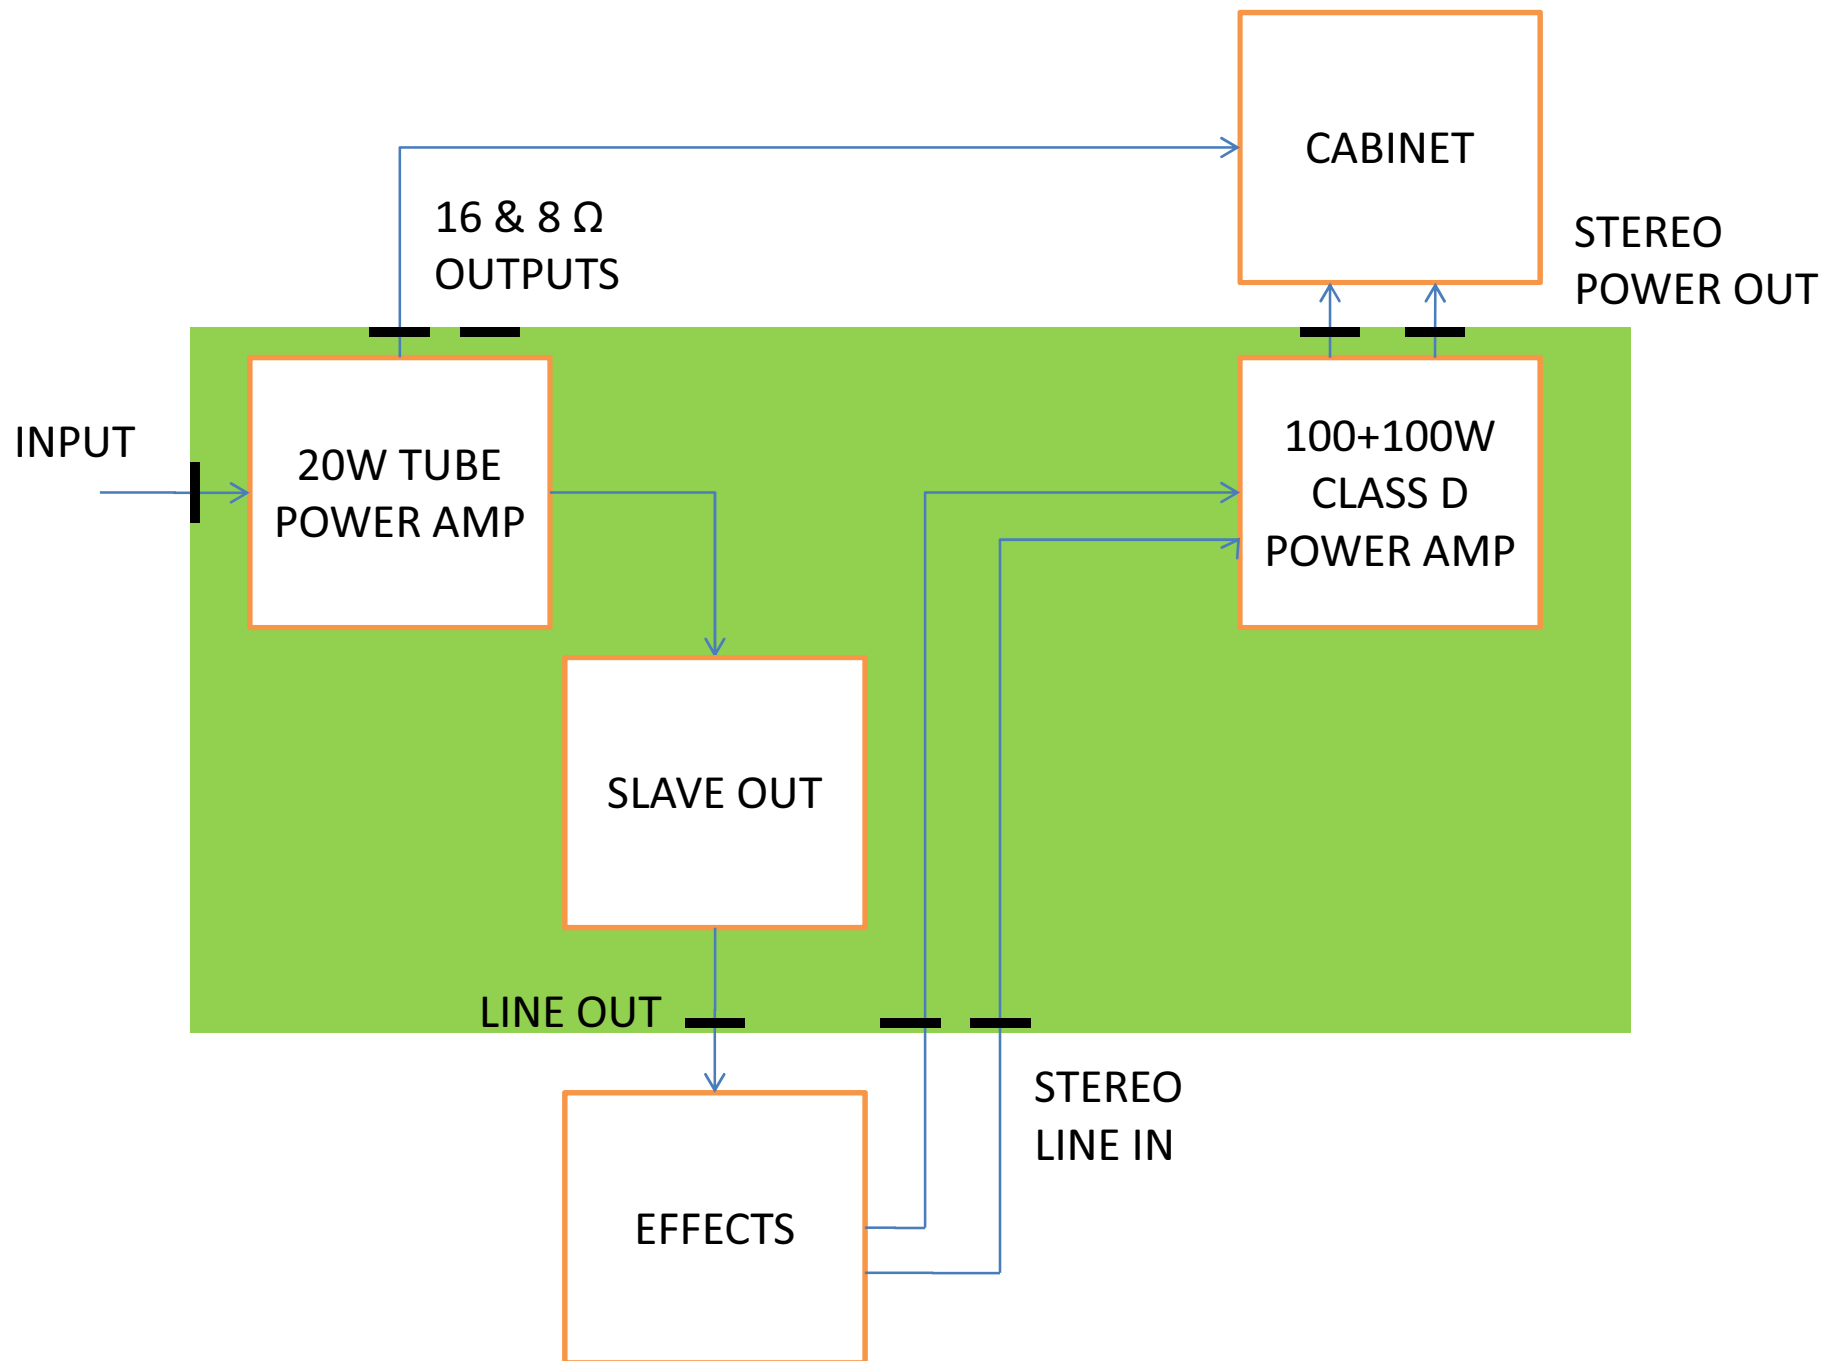 CABINET
16 & 8 Ω
OUTPUTS
STEREO
POWER OUT
INPUT
20W TUBE
POWER AMP
100+100W
CLASS D
POWER AMP
SLAVE OUT
LINE OUT
STEREO
LINE IN
EFFECTS